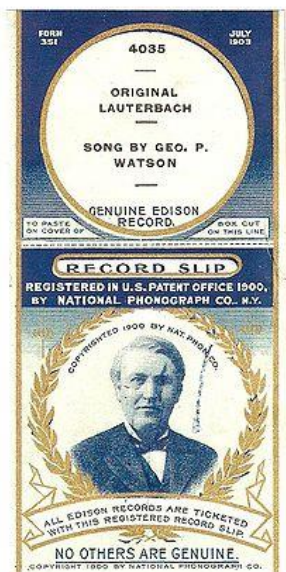 FORM 351
JULY 1903
4035
ORIGINAL
LAUTERBACH
SONG BY GEO. P.
WATSON
GENUINE EDISON
RECORD.
TO PASTE
ON COVER OF
BOX CUT
ON THIS LINE
RECORD SLIP
REGISTERED IN U.S. PATENT OFFICE 1900,
BY NATIONAL PHONOGRAPH CO., N.Y.
COPYRIGHTED 1900 BY NAT. PHON. CO.
ALL EDISON RECORDS ARE TICKETED
WITH THIS REGISTERED RECORD SLIP.
NO OTHERS ARE GENUINE.
COPYRIGHT 1900 BY NATIONAL PHONOGRAPH CO.